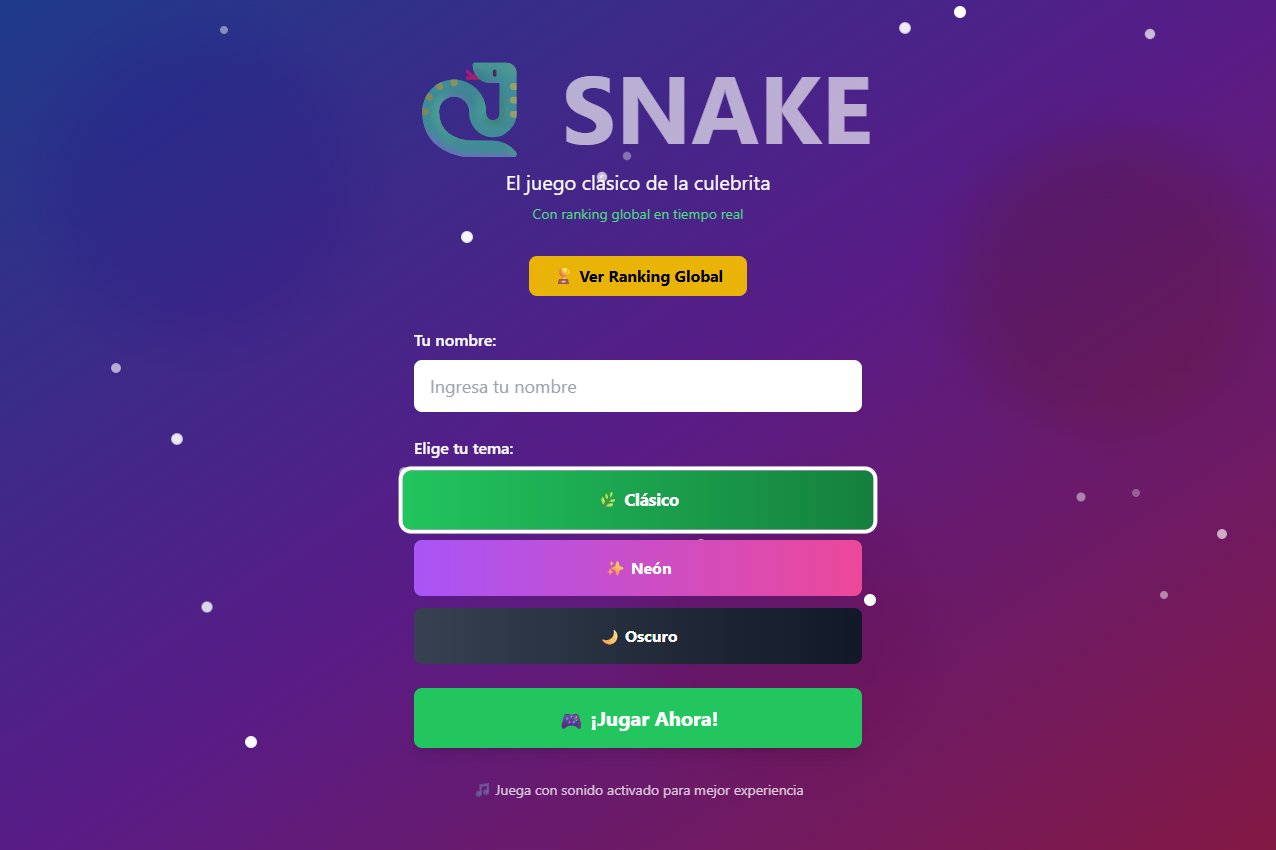 SNAKE
El juego clásico de la culebrita
Con ranking global en tiempo real
Ver Ranking Global
Tu nombre:
Ingresa tu nombre
Elige tu tema:
Clásico
Neón
Oscuro
¡Jugar Ahora!
Juega con sonido activado para mejor experiencia